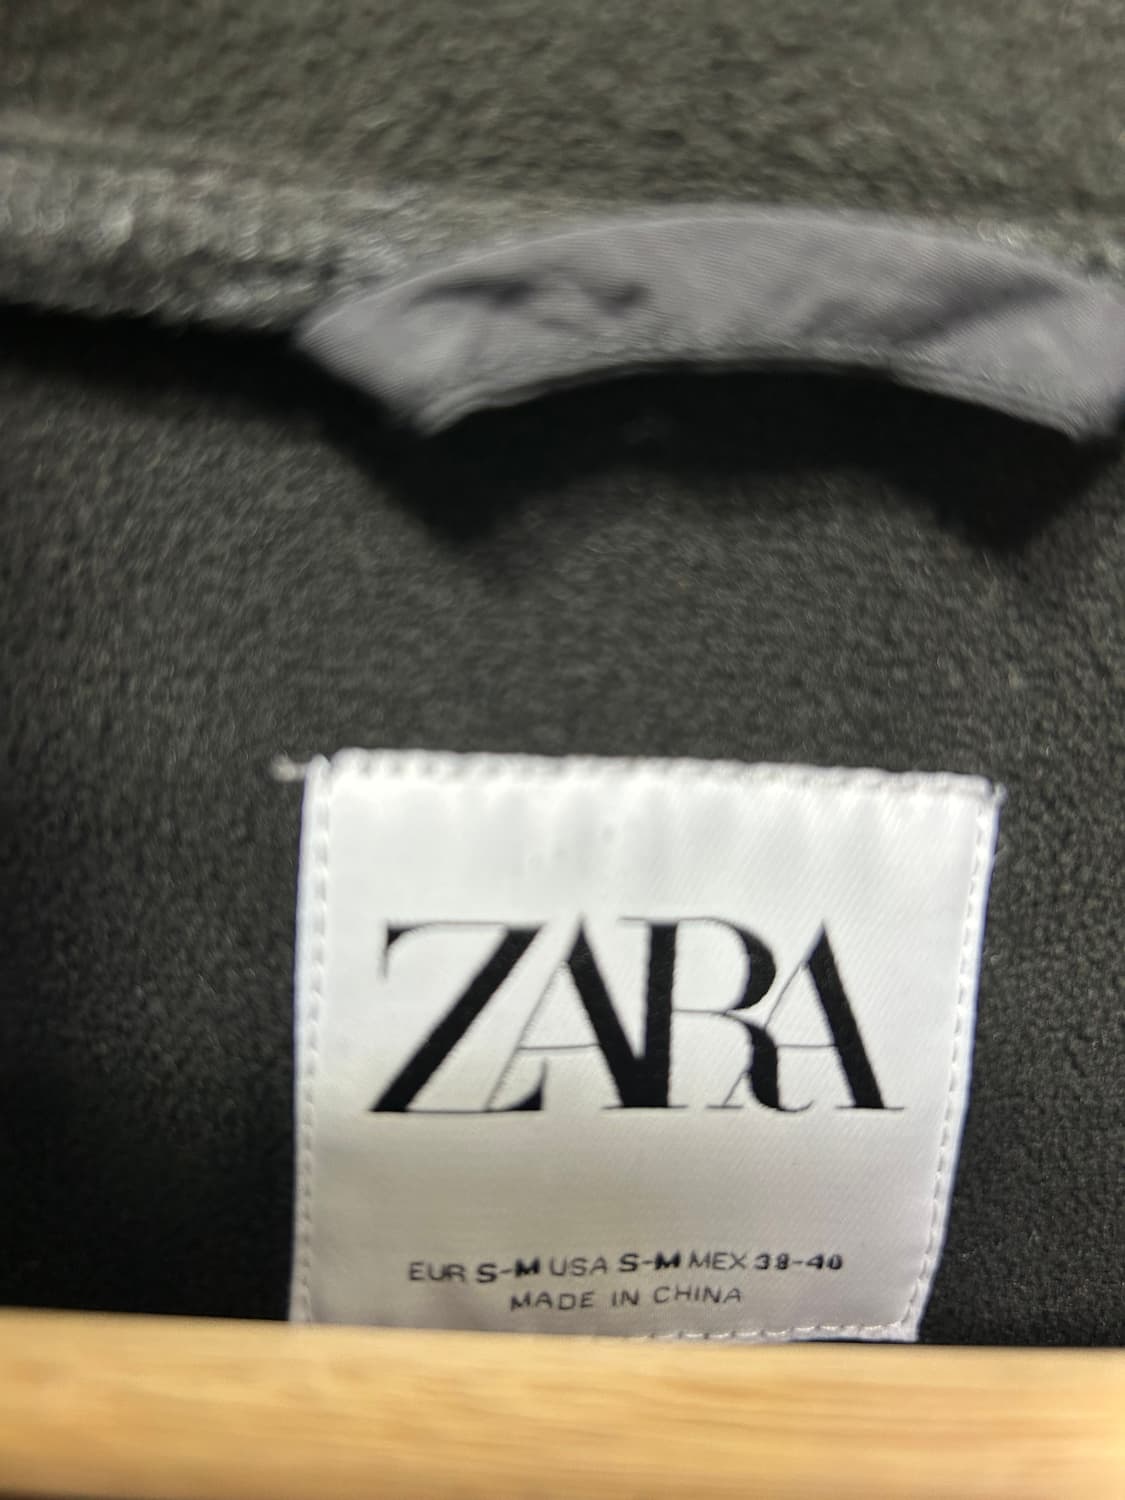 ZARA
EUR S-M USA S-M MEX 38-40
MADE IN CHINA